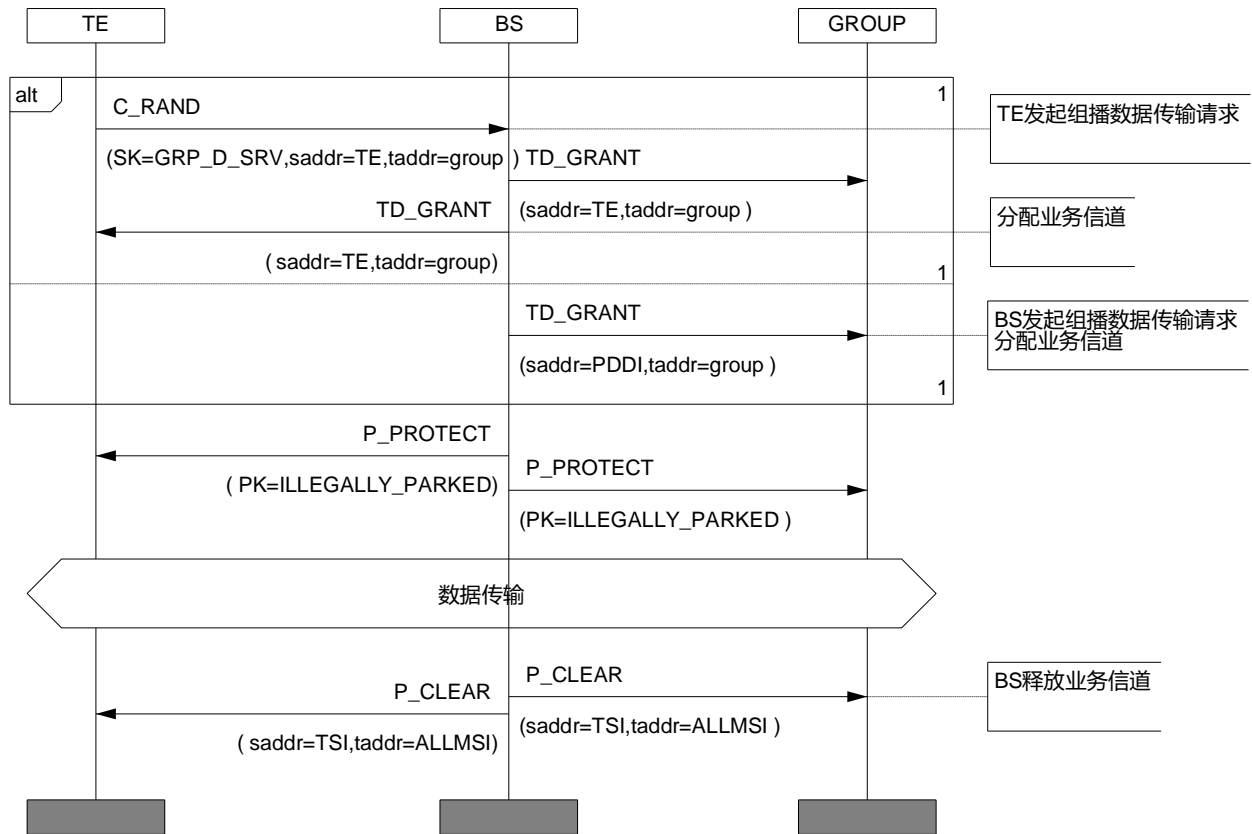 TE
BS
GROUP
alt
1
C_RAND
TE发起组播数据传输请求
(SK=GRP_D_SRV,saddr=TE,taddr=group )
TD_GRANT
TD_GRANT
(saddr=TE,taddr=group )
分配业务信道
( saddr=TE,taddr=group)
1
TD_GRANT
BS发起组播数据传输请求
分配业务信道
(saddr=PDDI,taddr=group )
1
P_PROTECT
P_PROTECT
( PK=ILLEGALLY_PARKED)
(PK=ILLEGALLY_PARKED )
数据传输
P_CLEAR
P_CLEAR
BS释放业务信道
(saddr=TSI,taddr=ALLMSI )
( saddr=TSI,taddr=ALLMSI)